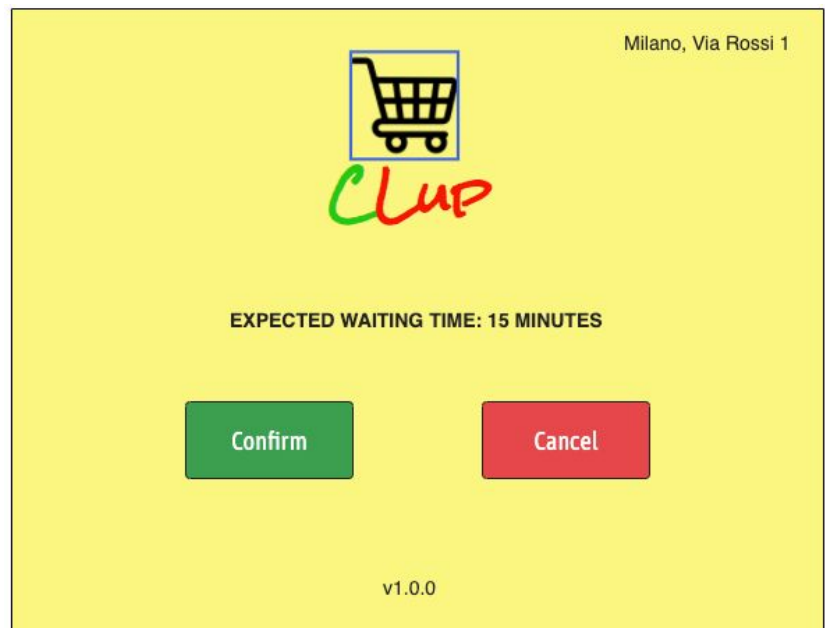 Milano, Via Rossi 1
CLup
EXPECTED WAITING TIME: 15 MINUTES
Confirm
Cancel
v1.0.0